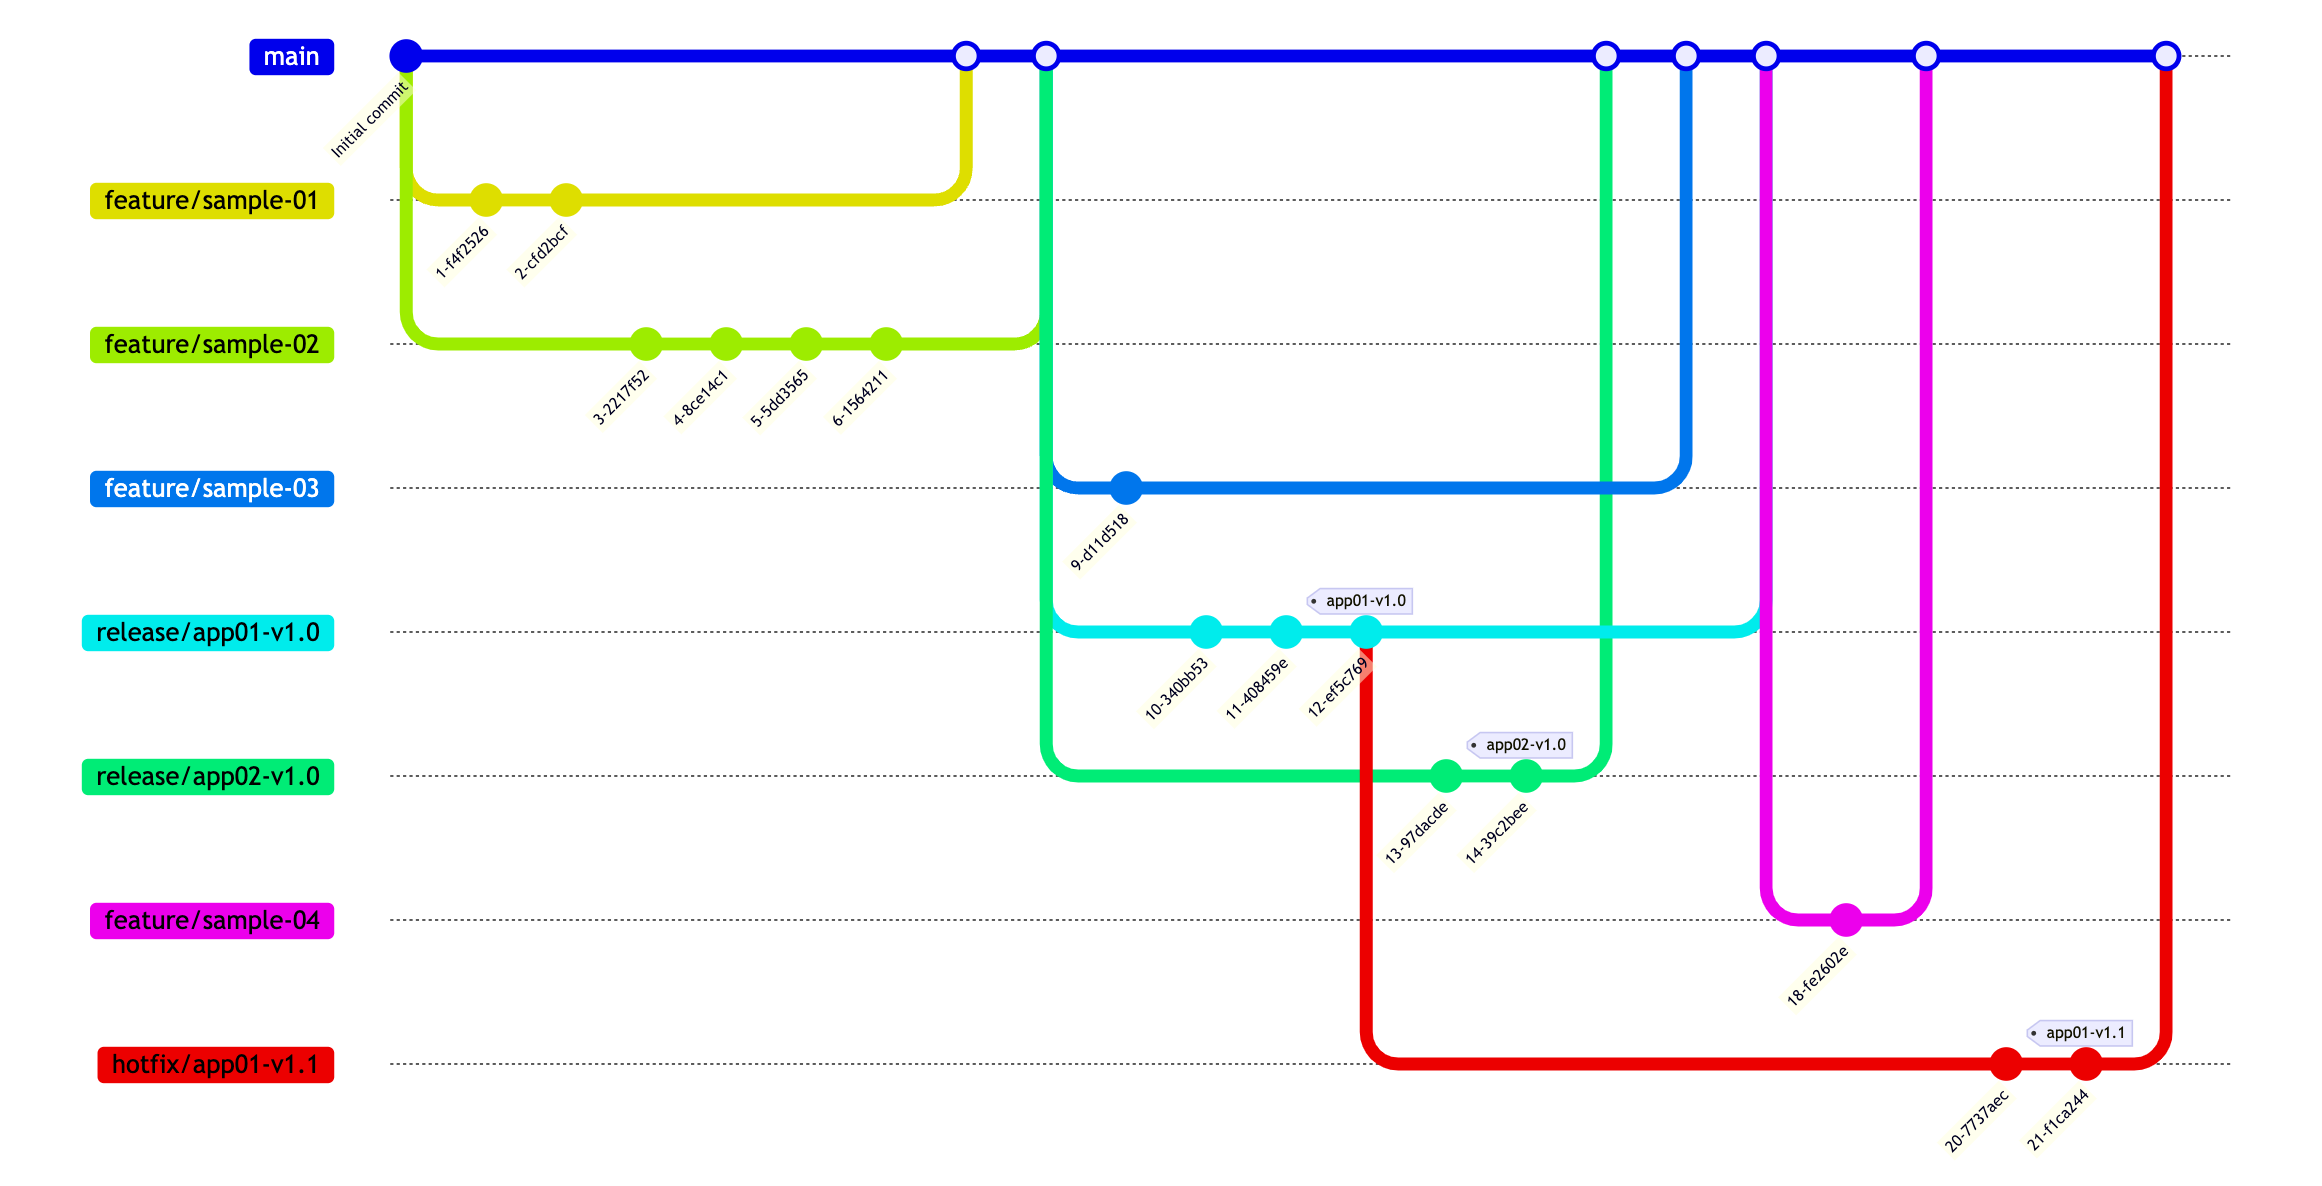 main
Initial commit
feature/sample-01
1-f4f2526
2-cfd2bcf
feature/sample-02
3-2217f52
4-8ce14c1
5-5dd3565
6-1564211
feature/sample-03
9-d11d518
app01-v1.0
release/app01-v1.0
10-340bb53
11-408459e
12-ef5c769
app02-v1.0
release/app02-v1.0
13-97dacde
14-39c2bee
feature/sample-04
18-fe2602e
app01-v1.1
hotfix/app01-v1.1
20-7737aec
21-f1ca244